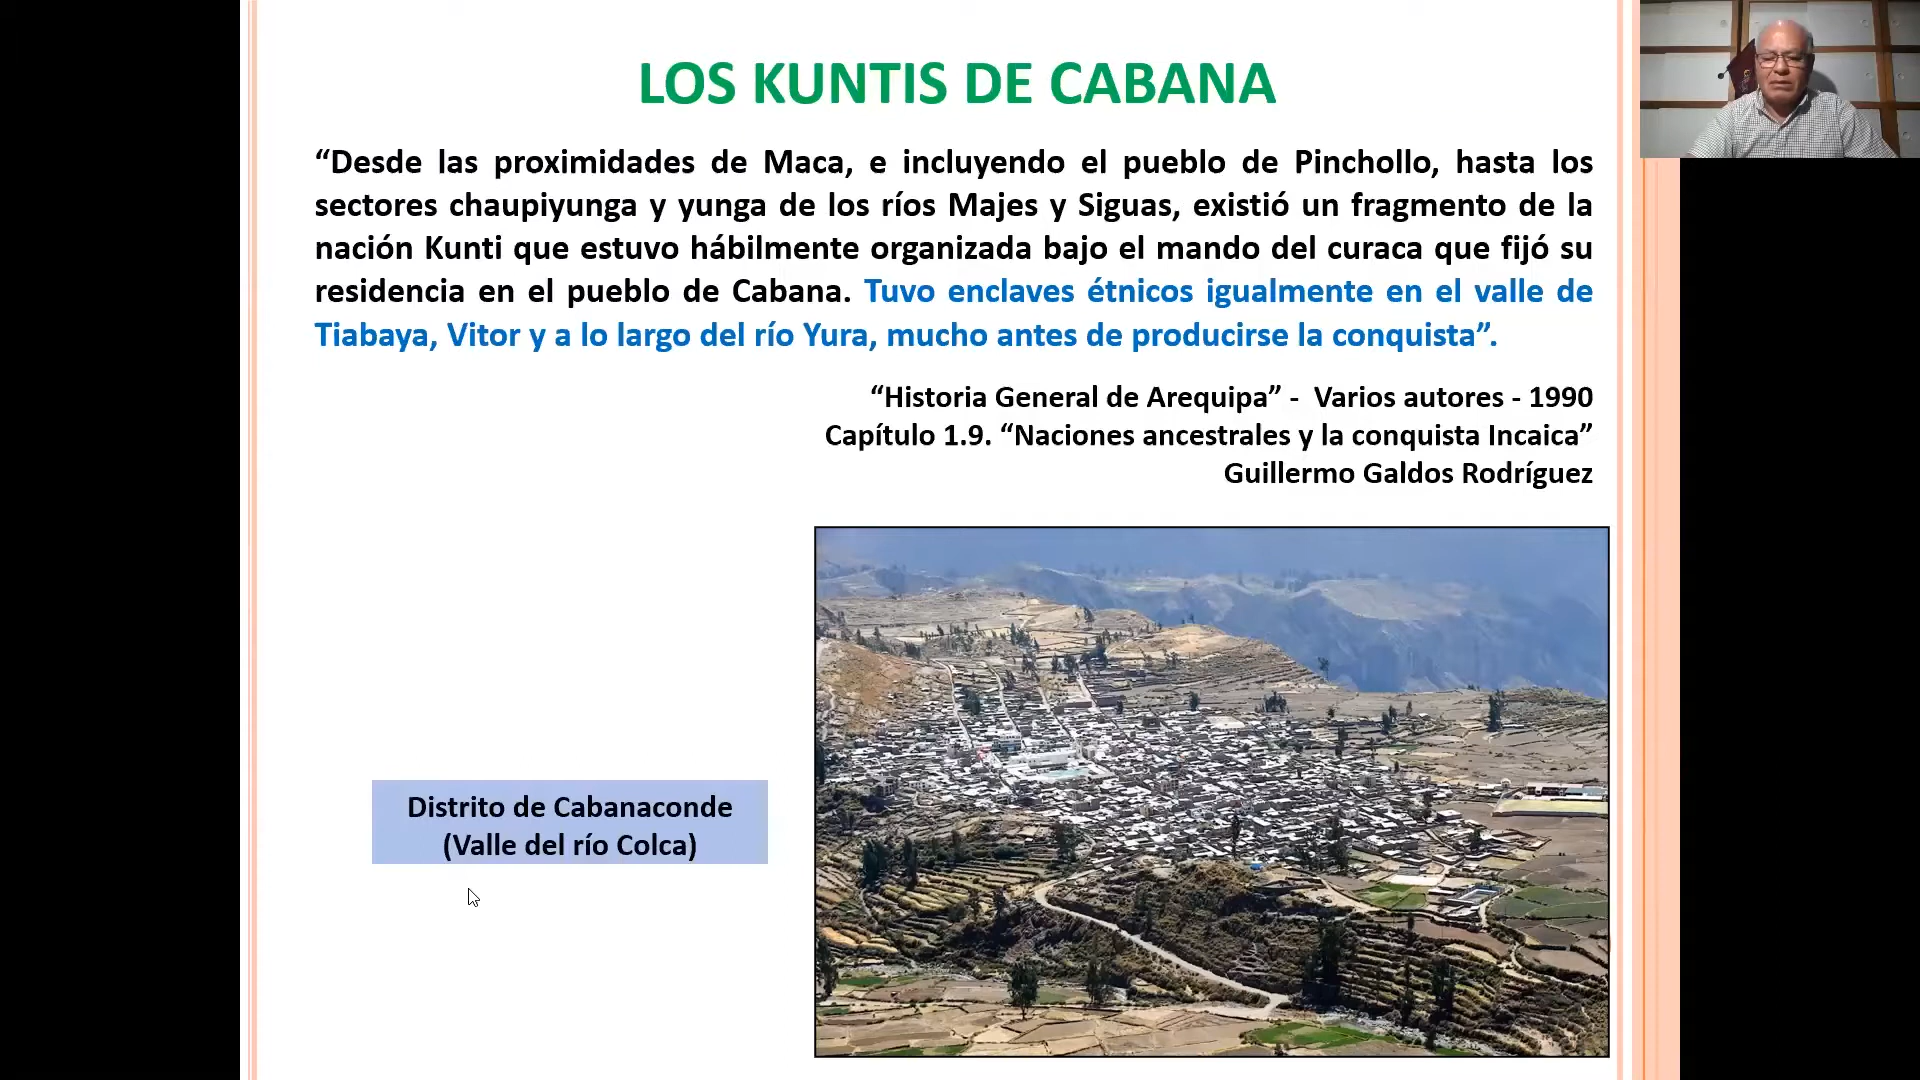 LOS KUNTIS DE CABANA
“Desde las proximidades de Maca, e incluyendo el pueblo de Pinchollo, hasta los
sectores chaupiyunga y yunga de los ríos Majes y Siguas, existió un fragmento de la
nación Kunti que estuvo hábilmente organizada bajo el mando del curaca que fijó su
residencia en el pueblo de Cabana. Tuvo enclaves étnicos igualmente en el valle de
Tiabaya, Vitor y a lo largo del río Yura, mucho antes de producirse la conquista”.
“Historia General de Arequipa” - Varios autores - 1990
Capítulo 1.9. “Naciones ancestrales y la conquista Incaica”
Guillermo Galdos Rodríguez
Distrito de Cabanaconde
(Valle del río Colca)